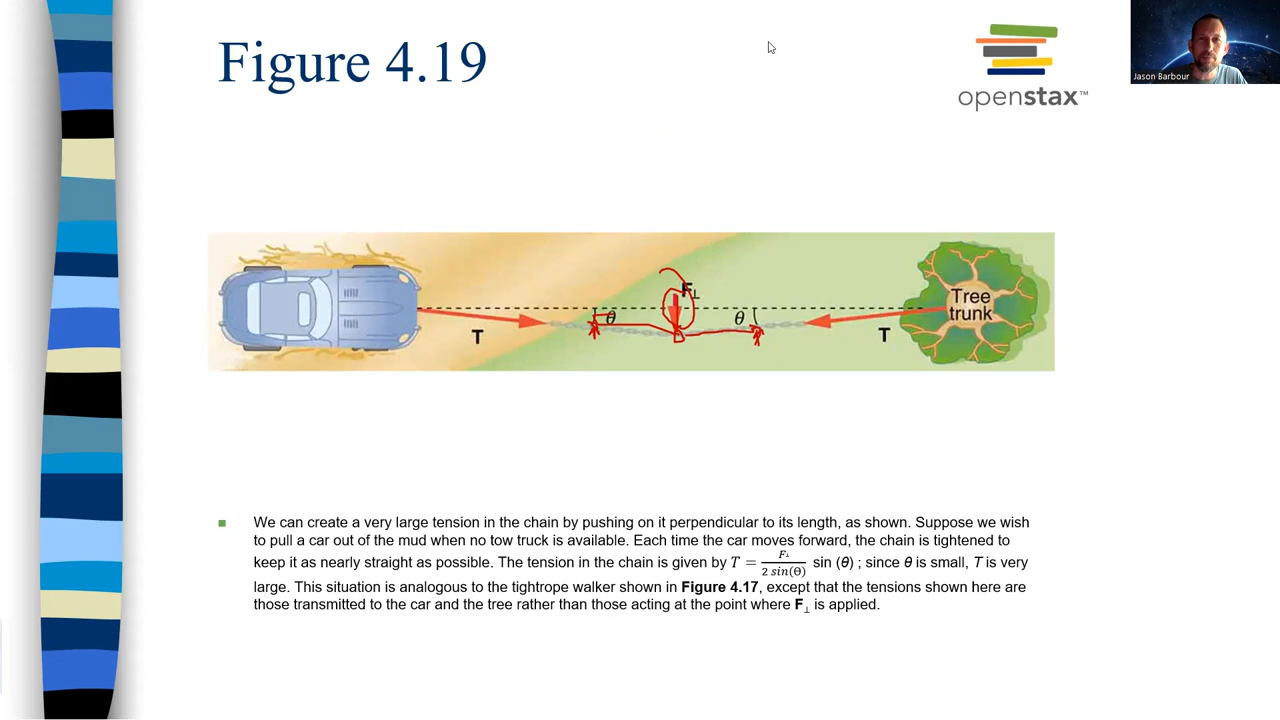 Figure 4.19
openstax™
Jason Barbour
F⊥
θ
θ
T
T
Tree
trunk
We can create a very large tension in the chain by pushing on it perpendicular to its length, as shown. Suppose we wish
to pull a car out of the mud when no tow truck is available. Each time the car moves forward, the chain is tightened to
keep it as nearly straight as possible. The tension in the chain is given by T = F⊥/2 sin(Θ) sin (θ) ; since θ is small, T is very
large. This situation is analogous to the tightrope walker shown in Figure 4.17, except that the tensions shown here are
those transmitted to the car and the tree rather than those acting at the point where F⊥ is applied.